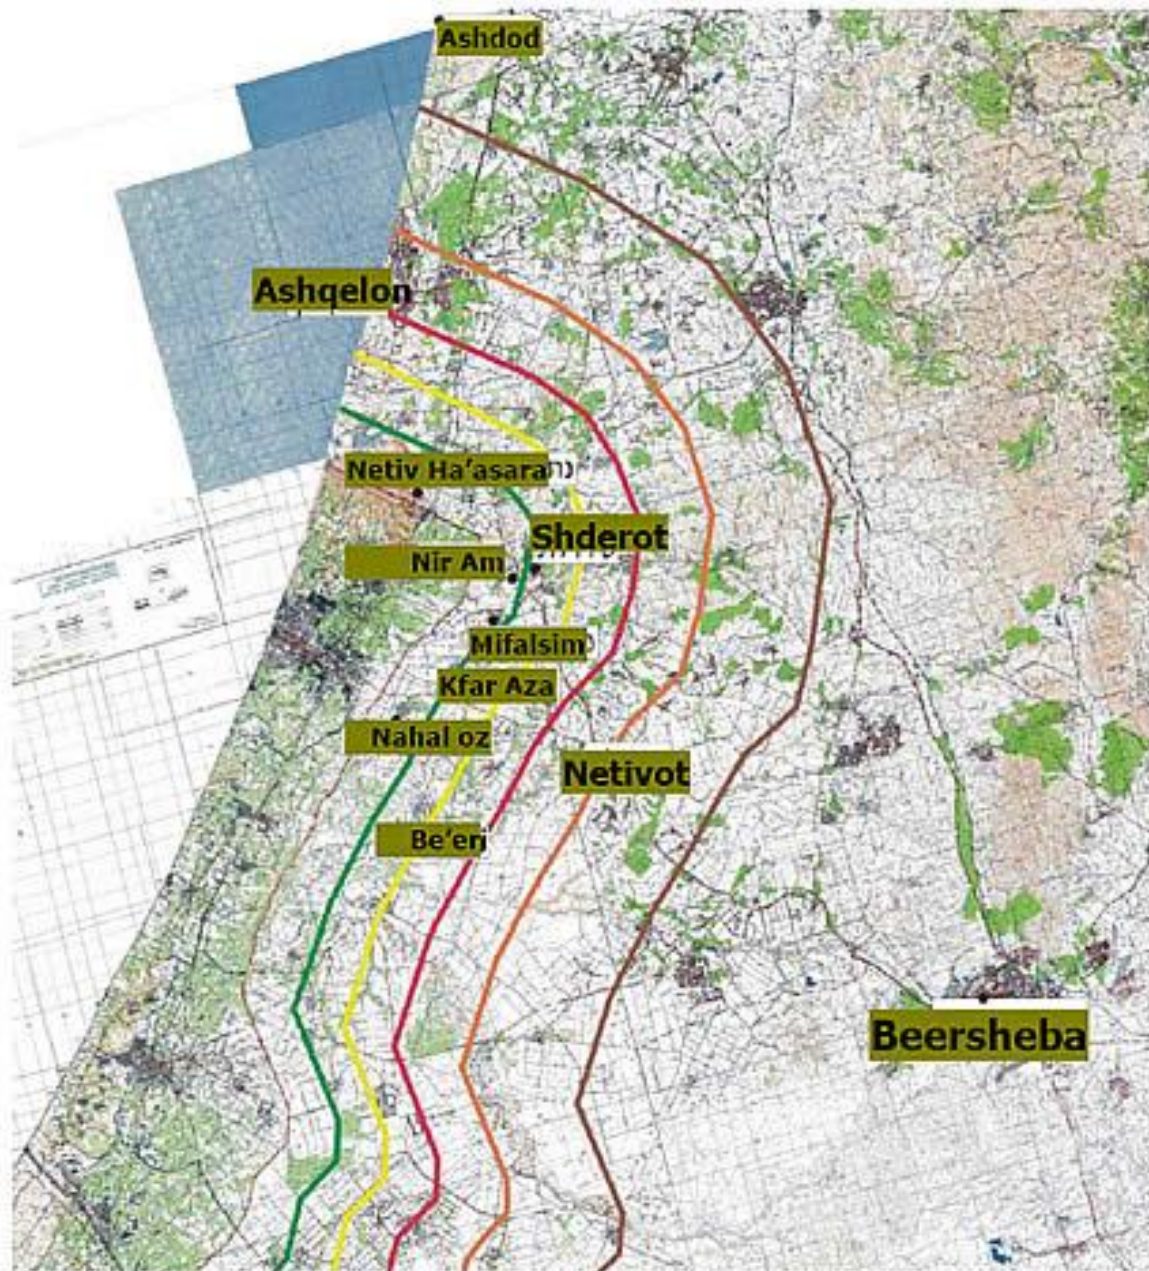 Ashdod
Ashqelon
Netiv Ha'asara
Shderot
Nir Am
Mifalsim
Kfar Aza
Nahal oz
Netivot
Be'eri
Beersheba